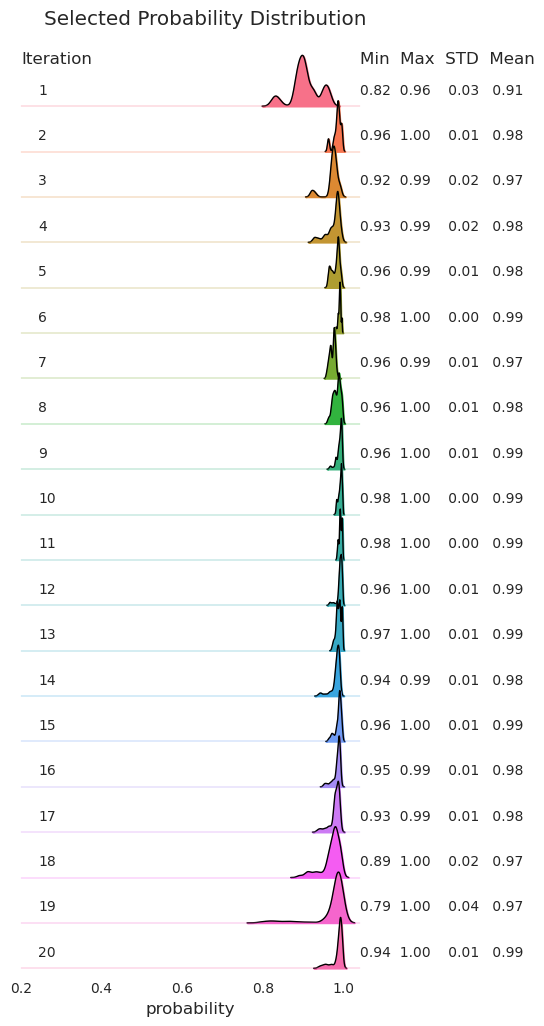 Selected Probability Distribution
Iteration Min Max STD Mean
1 0.82 0.96 0.03 0.91
2 0.96 1.00 0.01 0.98
3 0.92 0.99 0.02 0.97
4 0.93 0.99 0.02 0.98
5 0.96 0.99 0.01 0.98
6 0.98 1.00 0.00 0.99
7 0.96 0.99 0.01 0.97
8 0.96 1.00 0.01 0.98
9 0.96 1.00 0.01 0.99
10 0.98 1.00 0.00 0.99
11 0.98 1.00 0.00 0.99
12 0.96 1.00 0.01 0.99
13 0.97 1.00 0.01 0.99
14 0.94 0.99 0.01 0.98
15 0.96 1.00 0.01 0.99
16 0.95 0.99 0.01 0.98
17 0.93 0.99 0.01 0.98
18 0.89 1.00 0.02 0.97
19 0.79 1.00 0.04 0.97
20 0.94 1.00 0.01 0.99
0.2 0.4 0.6 0.8 1.0
probability